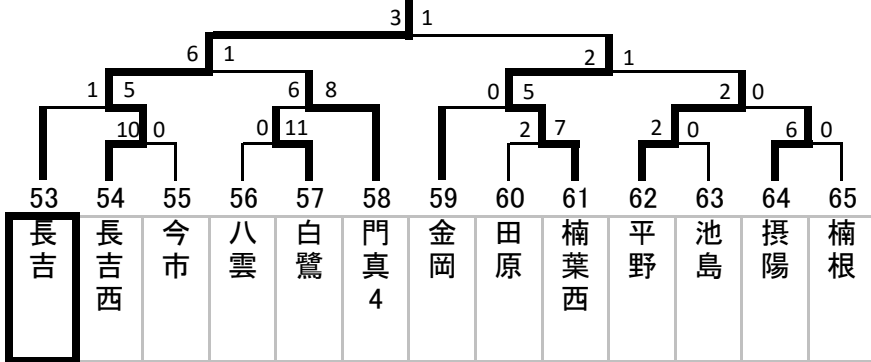 3 1
6 1 2 1
1 5 6 8 0 5 2 0
10 0 0 11 2 7 2 0 6 0
53 54 55 56 57 58 59 60 61 62 63 64 65
長吉
長吉西
今市
八雲
白鷺
門真4
金岡
田原
楠葉西
平野
池島
摂陽
楠根